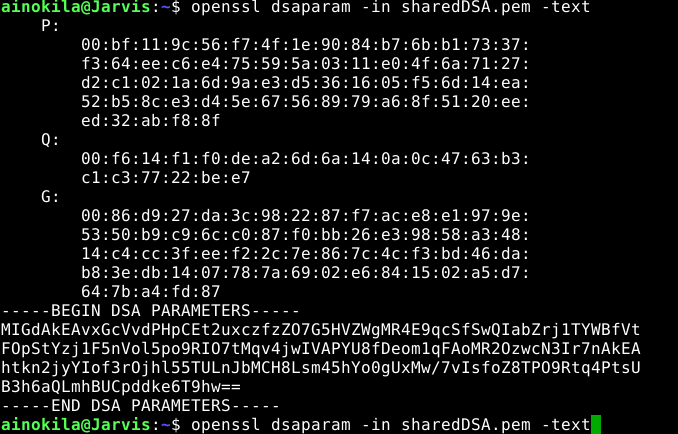 ainokila@Jarvis:~$ openssl dsaparam -in sharedDSA.pem -text
P:
00:bf:11:9c:56:f7:4f:1e:90:84:b7:6b:b1:73:37:
f3:64:ee:c6:e4:75:59:5a:03:11:e0:4f:6a:71:27:
d2:c1:02:1a:6d:9a:e3:d5:36:16:05:f5:6d:14:ea:
52:b5:8c:e3:d4:5e:67:56:89:79:a6:8f:51:20:ee:
ed:32:ab:f8:8f
Q:
00:f6:14:f1:f0:de:a2:6d:6a:14:0a:0c:47:63:b3:
c1:c3:77:22:be:e7
G:
00:86:d9:27:da:3c:98:22:87:f7:ac:e8:e1:97:9e:
53:50:b9:c9:6c:c0:87:f0:bb:26:e3:98:58:a3:48:
14:c4:cc:3f:ee:f2:2c:7e:86:7c:4c:f3:bd:46:da:
b8:3e:db:14:07:78:7a:69:02:e6:84:15:02:a5:d7:
64:7b:a4:fd:87
-----BEGIN DSA PARAMETERS-----
MIGdAkEAvxGcVvdPHpCEt2uxczfzZO7G5HVZWgMR4E9qcSfSwQIabZrj1TYWBfVt
FOpStYzj1F5nVol5po9RIO7tMqv4jwIVAPYU8fDeom1qFAoMR2OzwcN3Ir7nAkEA
htkn2jyYIof3rOjhl55TULnJbMCH8Lsm45hYo0gUxMw/7vIsfoZ8TPO9Rtq4PtsU
B3h6aQLmhBUCpddke6T9hw==
-----END DSA PARAMETERS-----
ainokila@Jarvis:~$ openssl dsaparam -in sharedDSA.pem -text